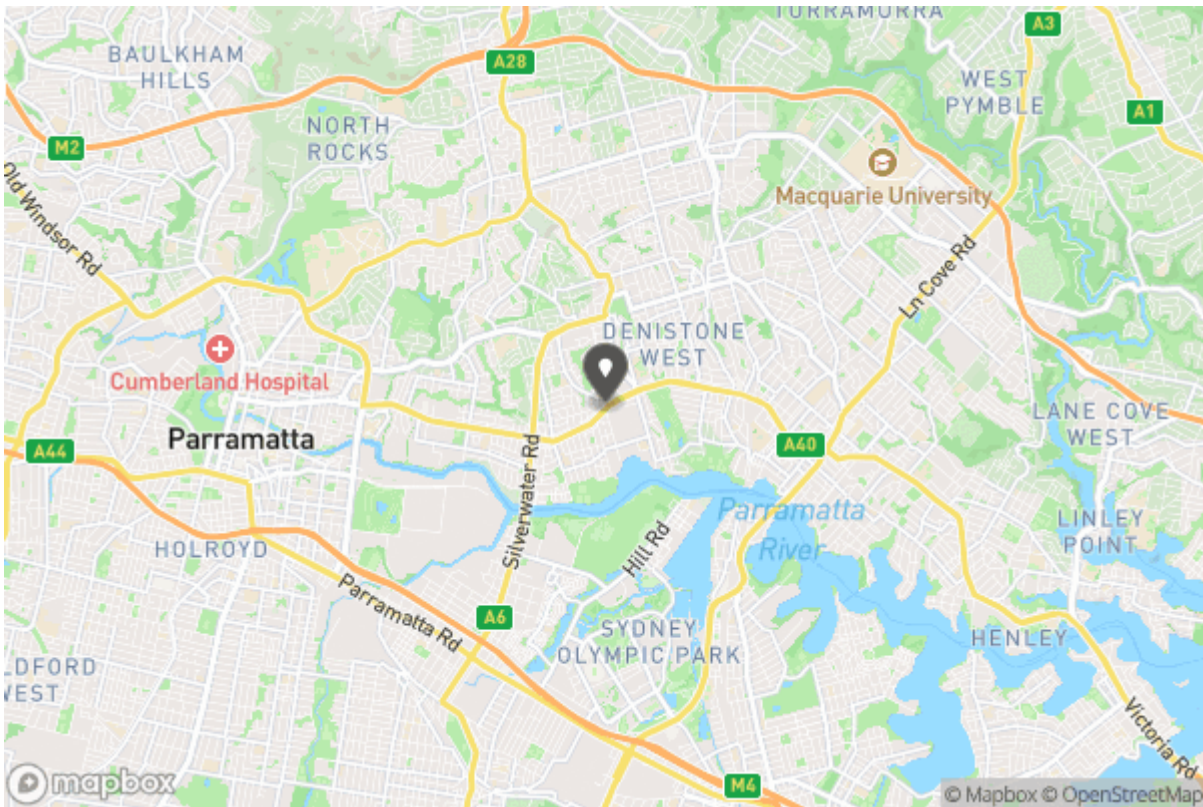 TURRAMURRA
A3
BAULKHAM
HILLS
A28
WEST
PYMBLE
A1
NORTH
ROCKS
M2
Macquarie University
Old Windsor Rd
Ln Cove Rd
DENISTONE
WEST
Cumberland Hospital
LANE COVE
WEST
Parramatta
A44
A40
Silverwater Rd
Parramatta
River
LINLEY
POINT
HOLROYD
Hill Rd
Parramatta Rd
A6
SYDNEY
OLYMPIC PARK
HENLEY
LDFORD
WEST
Victoria Rd
M4
mapbox
© Mapbox © OpenStreetMap